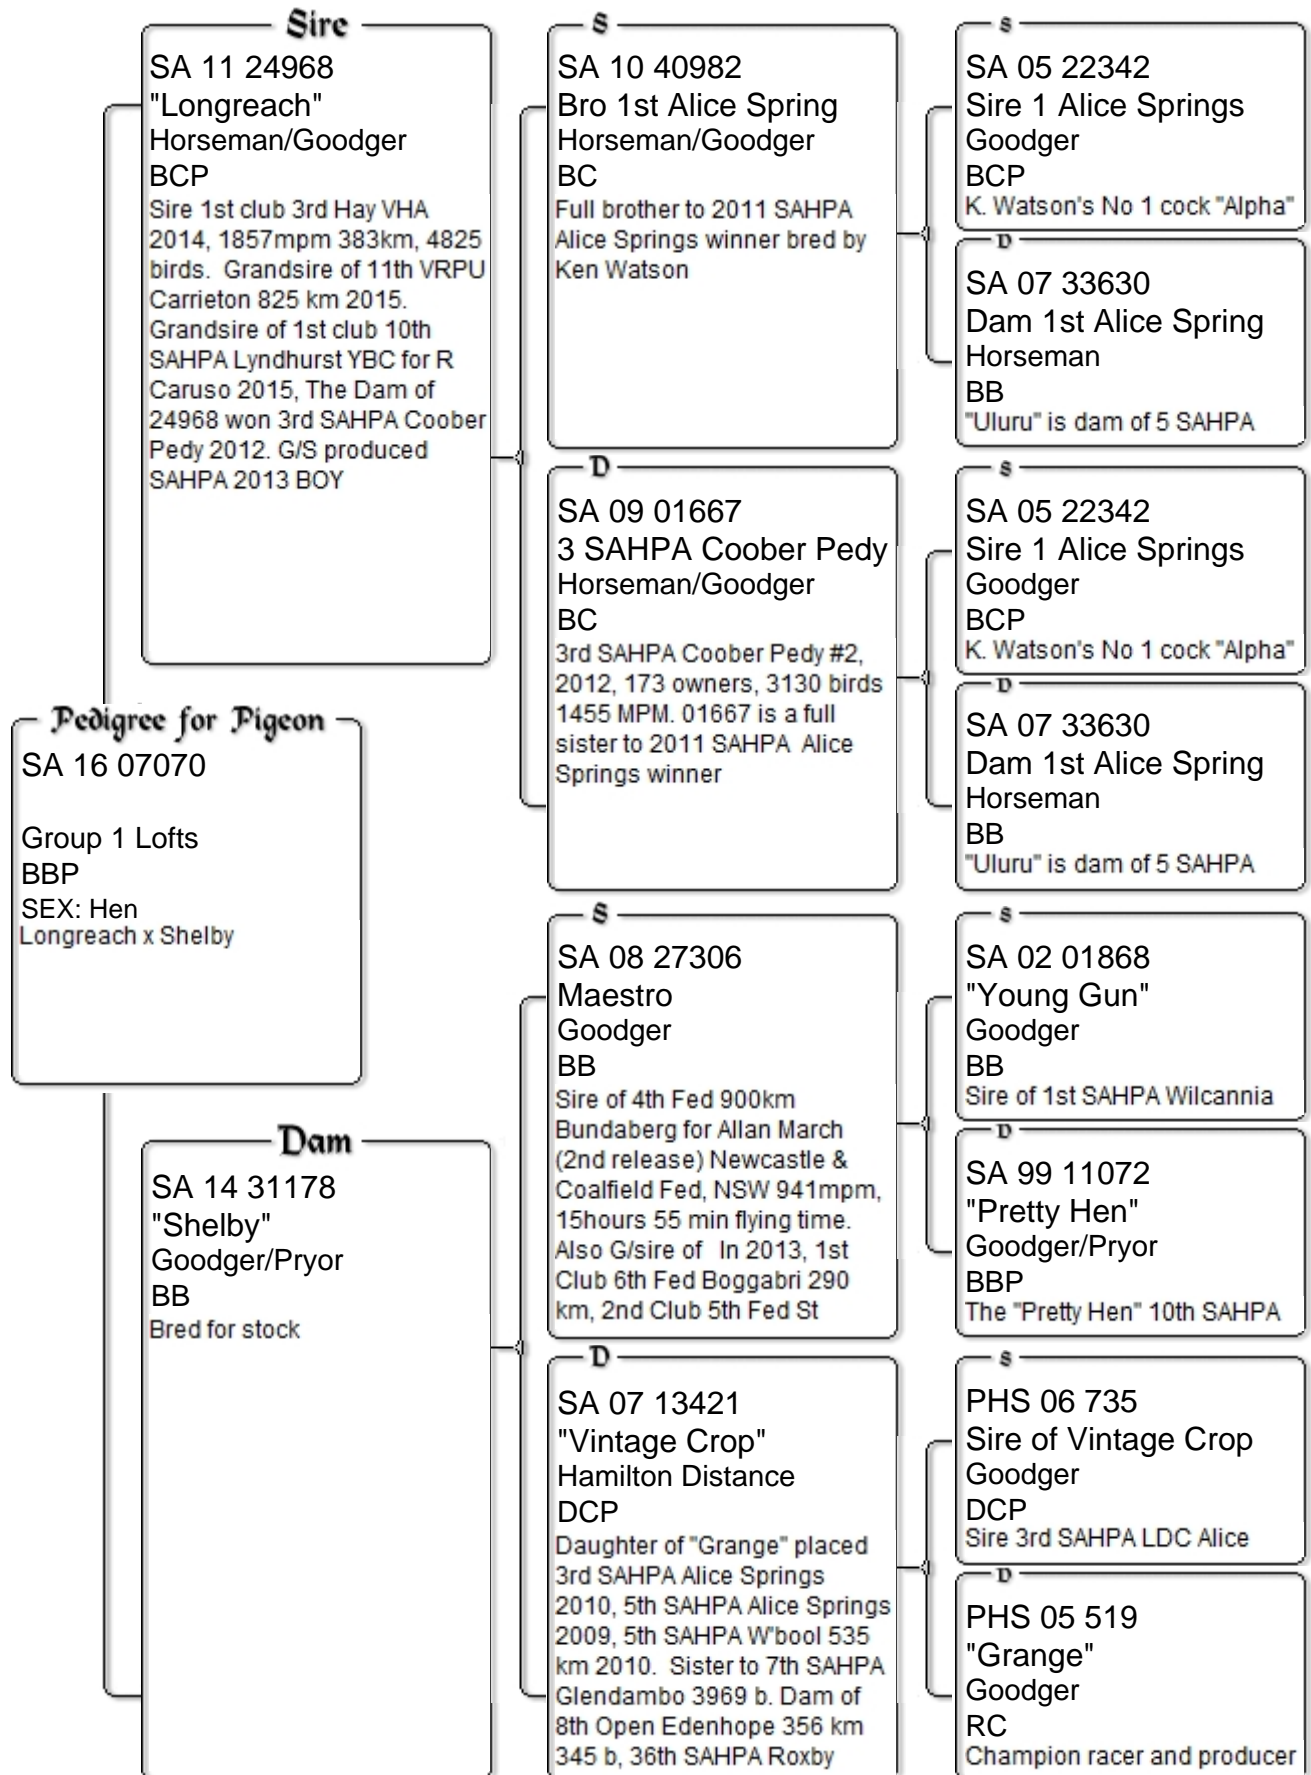 Sire
SA 11 24968
"Longreach"
Horseman/Goodger
BCP
Sire 1st club 3rd Hay VHA
2014, 1857mpm 383km, 4825
birds. Grandsire of 11th VRPU
Carrieton 825 km 2015.
Grandsire of 1st club 10th
SAHPA Lyndhurst YBC for R
Caruso 2015, The Dam of
24968 won 3rd SAHPA Coober
Pedy 2012. G/S produced
SAHPA 2013 BOY
Pedigree for Pigeon
SA 16 07070
Group 1 Lofts
BBP
SEX: Hen
Longreach x Shelby
Dam
SA 14 31178
"Shelby"
Goodger/Pryor
BB
Bred for stock
S
SA 10 40982
Bro 1st Alice Spring
Horseman/Goodger
BC
Full brother to 2011 SAHPA
Alice Springs winner bred by
Ken Watson
D
SA 09 01667
3 SAHPA Coober Pedy
Horseman/Goodger
BC
3rd SAHPA Coober Pedy #2,
2012, 173 owners, 3130 birds
1455 MPM. 01667 is a full
sister to 2011 SAHPA Alice
Springs winner
S
SA 08 27306
Maestro
Goodger
BB
Sire of 4th Fed 900km
Bundaberg for Allan March
(2nd release) Newcastle &
Coalfield Fed, NSW 941mpm,
15hours 55 min flying time.
Also G/sire of In 2013, 1st
Club 6th Fed Boggabri 290
km, 2nd Club 5th Fed St
D
SA 07 13421
"Vintage Crop"
Hamilton Distance
DCP
Daughter of "Grange" placed
3rd SAHPA Alice Springs
2010, 5th SAHPA Alice Springs
2009, 5th SAHPA W'bool 535
km 2010. Sister to 7th SAHPA
Glendambo 3969 b. Dam of
8th Open Edenhope 356 km
345 b, 36th SAHPA Roxby
S
SA 05 22342
Sire 1 Alice Springs
Goodger
BCP
K. Watson's No 1 cock "Alpha"
D
SA 07 33630
Dam 1st Alice Spring
Horseman
BB
"Uluru" is dam of 5 SAHPA
S
SA 05 22342
Sire 1 Alice Springs
Goodger
BCP
K. Watson's No 1 cock "Alpha"
D
SA 07 33630
Dam 1st Alice Spring
Horseman
BB
"Uluru" is dam of 5 SAHPA
S
SA 02 01868
"Young Gun"
Goodger
BB
Sire of 1st SAHPA Wilcannia
D
SA 99 11072
"Pretty Hen"
Goodger/Pryor
BBP
The "Pretty Hen" 10th SAHPA
S
PHS 06 735
Sire of Vintage Crop
Goodger
DCP
Sire 3rd SAHPA LDC Alice
D
PHS 05 519
"Grange"
Goodger
RC
Champion racer and producer